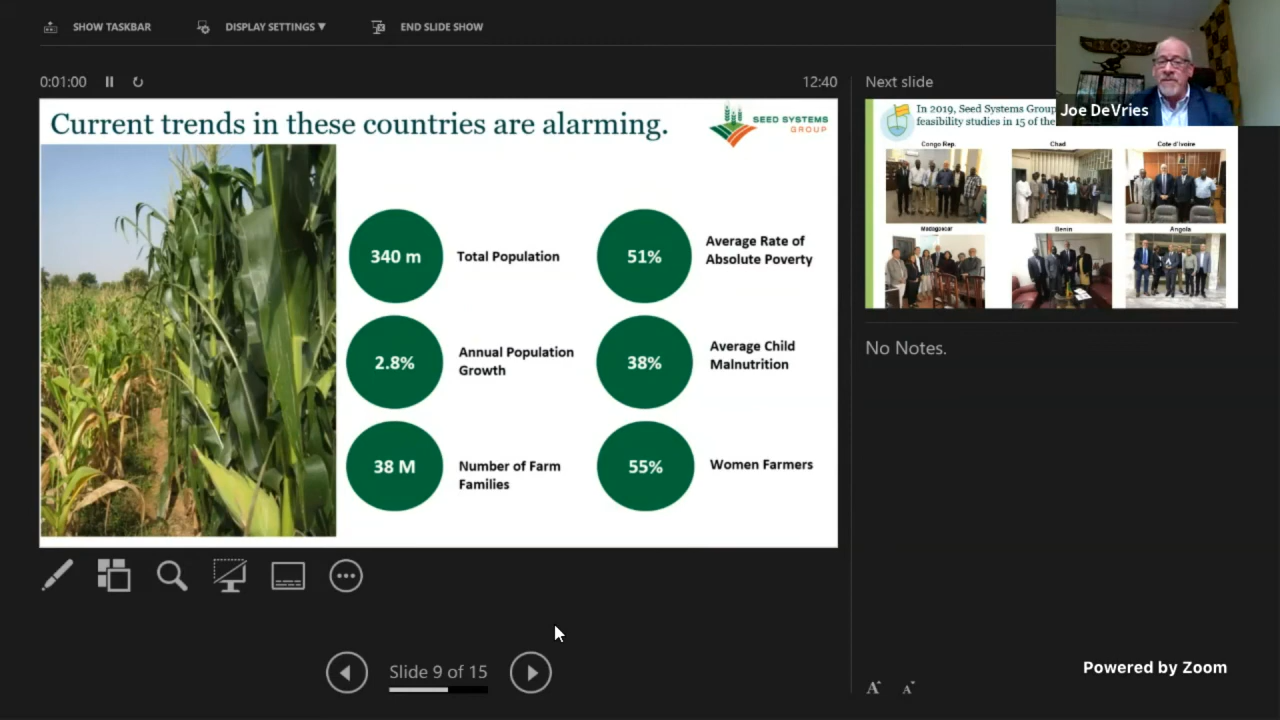 SHOW TASKBAR
DISPLAY SETTINGS ▼
END SLIDE SHOW
0:01:00
12:40
Current trends in these countries are alarming.
SEED SYSTEMS
GROUP
340 m
Total Population
51%
Average Rate of
Absolute Poverty
2.8%
Annual Population
Growth
38%
Average Child
Malnutrition
38 M
Number of Farm
Families
55%
Women Farmers
Slide 9 of 15
Next slide
Joe DeVries
In 2019, Seed Systems Group
feasibility studies in 15 of the
Congo Rep.
Chad
Cote d'Ivoire
Madagascar
Benin
Angola
No Notes.
A A
Powered by Zoom